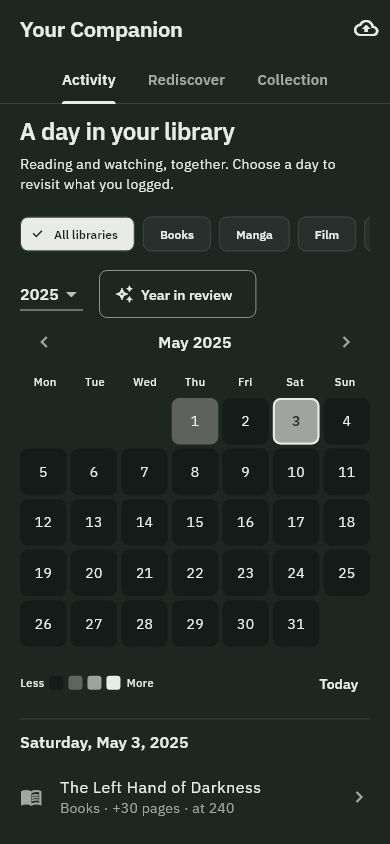 Your Companion
Activity Rediscover Collection
A day in your library
Reading and watching, together. Choose a day to
revisit what you logged.
All libraries Books Manga Film
2025 Year in review
May 2025
Mon Tue Wed Thu Fri Sat Sun
1 2 3 4
5 6 7 8 9 10 11
12 13 14 15 16 17 18
19 20 21 22 23 24 25
26 27 28 29 30 31
Less More Today
Saturday, May 3, 2025
The Left Hand of Darkness
Books · +30 pages · at 240